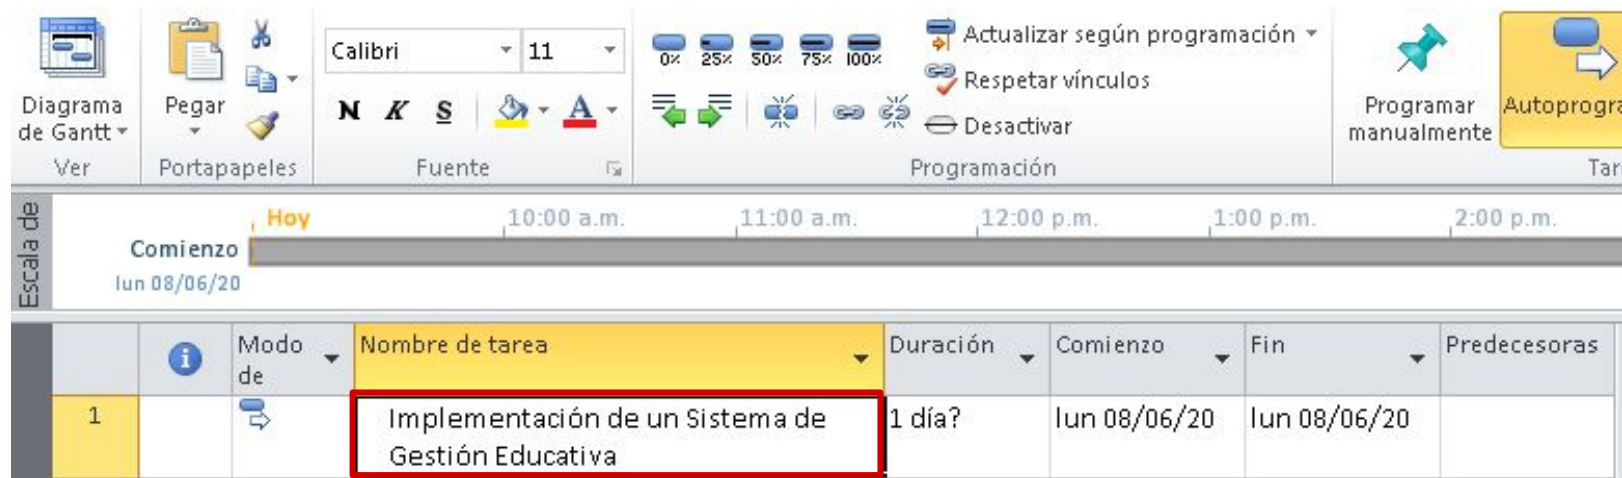 Calibri 11
0% 25% 50% 75% 100%
Actualizar según programación
Diagrama de Gantt
Pegar
N K S A
Respetar vínculos
Desactivar
Programar manualmente
Autoprogra
Ver Portapapeles Fuente Programación Tar
Escala de
Hoy 10:00 a.m. 11:00 a.m. 12:00 p.m. 1:00 p.m. 2:00 p.m.
Comienzo
lun 08/06/20
Modo de Nombre de tarea Duración Comienzo Fin Predecesoras
1 Implementación de un Sistema de 1 día? lun 08/06/20 lun 08/06/20
Gestión Educativa